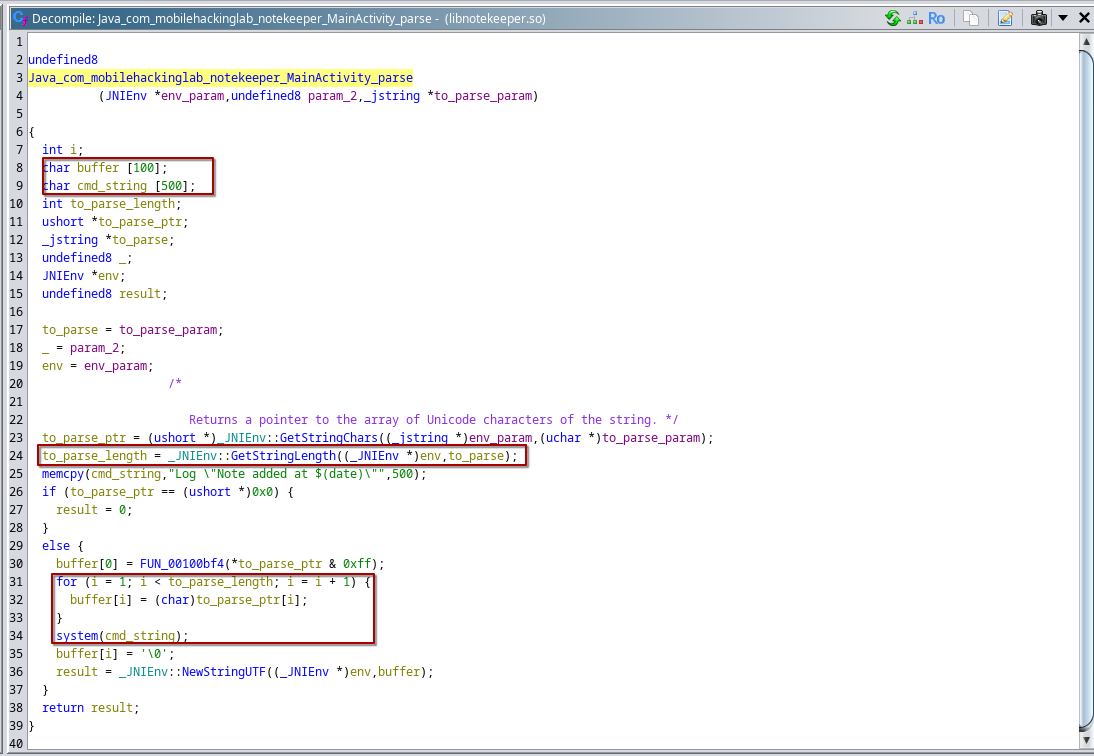 Decompile: Java_com_mobilehackinglab_notekeeper_MainActivity_parse - (libnotekeeper.so)
Ro
1
2 undefined8
3 Java_com_mobilehackinglab_notekeeper_MainActivity_parse
4 (JNIEnv *env_param,undefined8 param_2,_jstring *to_parse_param)
5
6 {
7 int i;
8 char buffer [100];
9 char cmd_string [500];
10 int to_parse_length;
11 ushort *to_parse_ptr;
12 _jstring *to_parse;
13 undefined8 _;
14 JNIEnv *env;
15 undefined8 result;
16
17 to_parse = to_parse_param;
18 _ = param_2;
19 env = env_param;
20 /*
21
22 Returns a pointer to the array of Unicode characters of the string. */
23 to_parse_ptr = (ushort *)_JNIEnv::GetStringChars((_jstring *)env_param,(uchar *)to_parse_param);
24 to_parse_length = _JNIEnv::GetStringLength((_JNIEnv *)env,to_parse);
25 memcpy(cmd_string,"Log \"Note added at $(date)\"",500);
26 if (to_parse_ptr == (ushort *)0x0) {
27 result = 0;
28 }
29 else {
30 buffer[0] = FUN_00100bf4(*to_parse_ptr & 0xff);
31 for (i = 1; i < to_parse_length; i = i + 1) {
32 buffer[i] = (char)to_parse_ptr[i];
33 }
34 system(cmd_string);
35 buffer[i] = '\0';
36 result = _JNIEnv::NewStringUTF((_JNIEnv *)env,buffer);
37 }
38 return result;
39 }
40